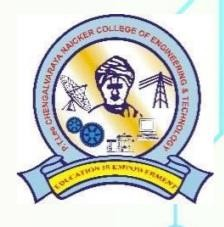 P.T.Lee CHENGALVARAYA NAICKER COLLEGE OF ENGINEERING & TECHNOLOGY
EDUCATION IS EMPOWERMENT